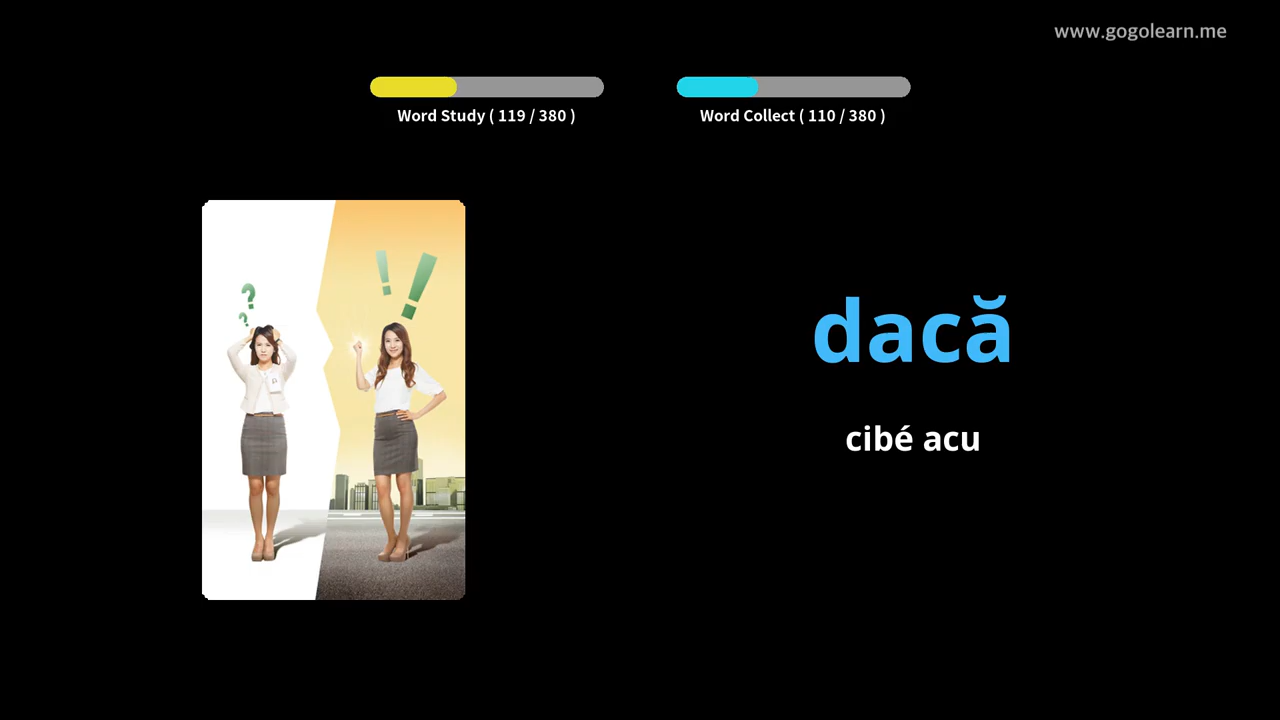 www.gogolearn.me
Word Study ( 119 / 380 )
Word Collect ( 110 / 380 )
? ?
! !
dacă
cibé acu